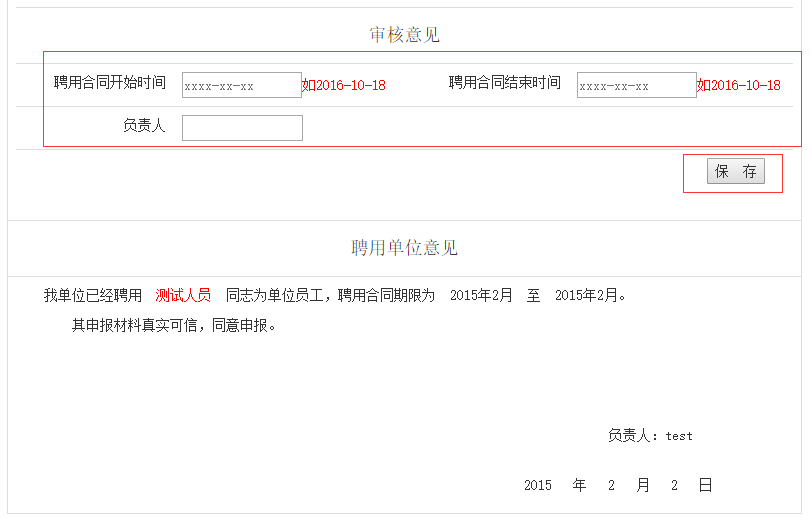 审核意见
聘用合同开始时间 xxxx-xx-xx 如2016-10-18 聘用合同结束时间 xxxx-xx-xx 如2016-10-18
负责人
保 存
聘用单位意见
我单位已经聘用 测试人员 同志为单位员工，聘用合同期限为 2015年2月 至 2015年2月。
其申报材料真实可信，同意申报。
负责人：test
2015 年 2 月 2 日